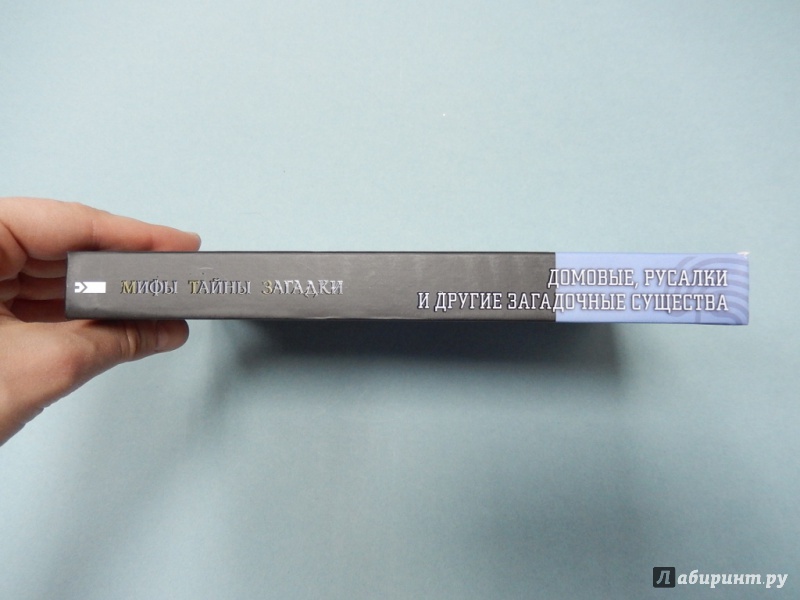 Мифы Тайны Загадки
ДОМОВЫЕ, РУСАЛКИ
И ДРУГИЕ ЗАГАДОЧНЫЕ СУЩЕСТВА
Лабиринт.ру